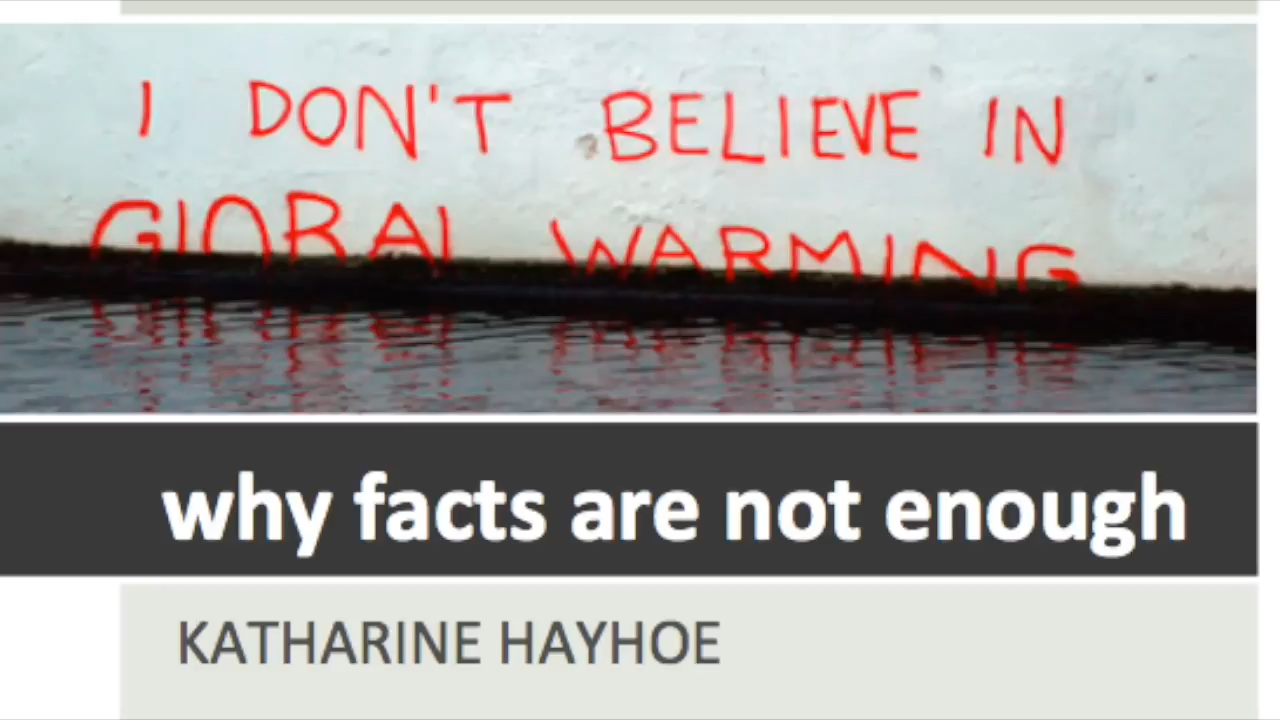 I DON'T BELIEVE IN
GLOBAL WARMING
why facts are not enough
KATHARINE HAYHOE